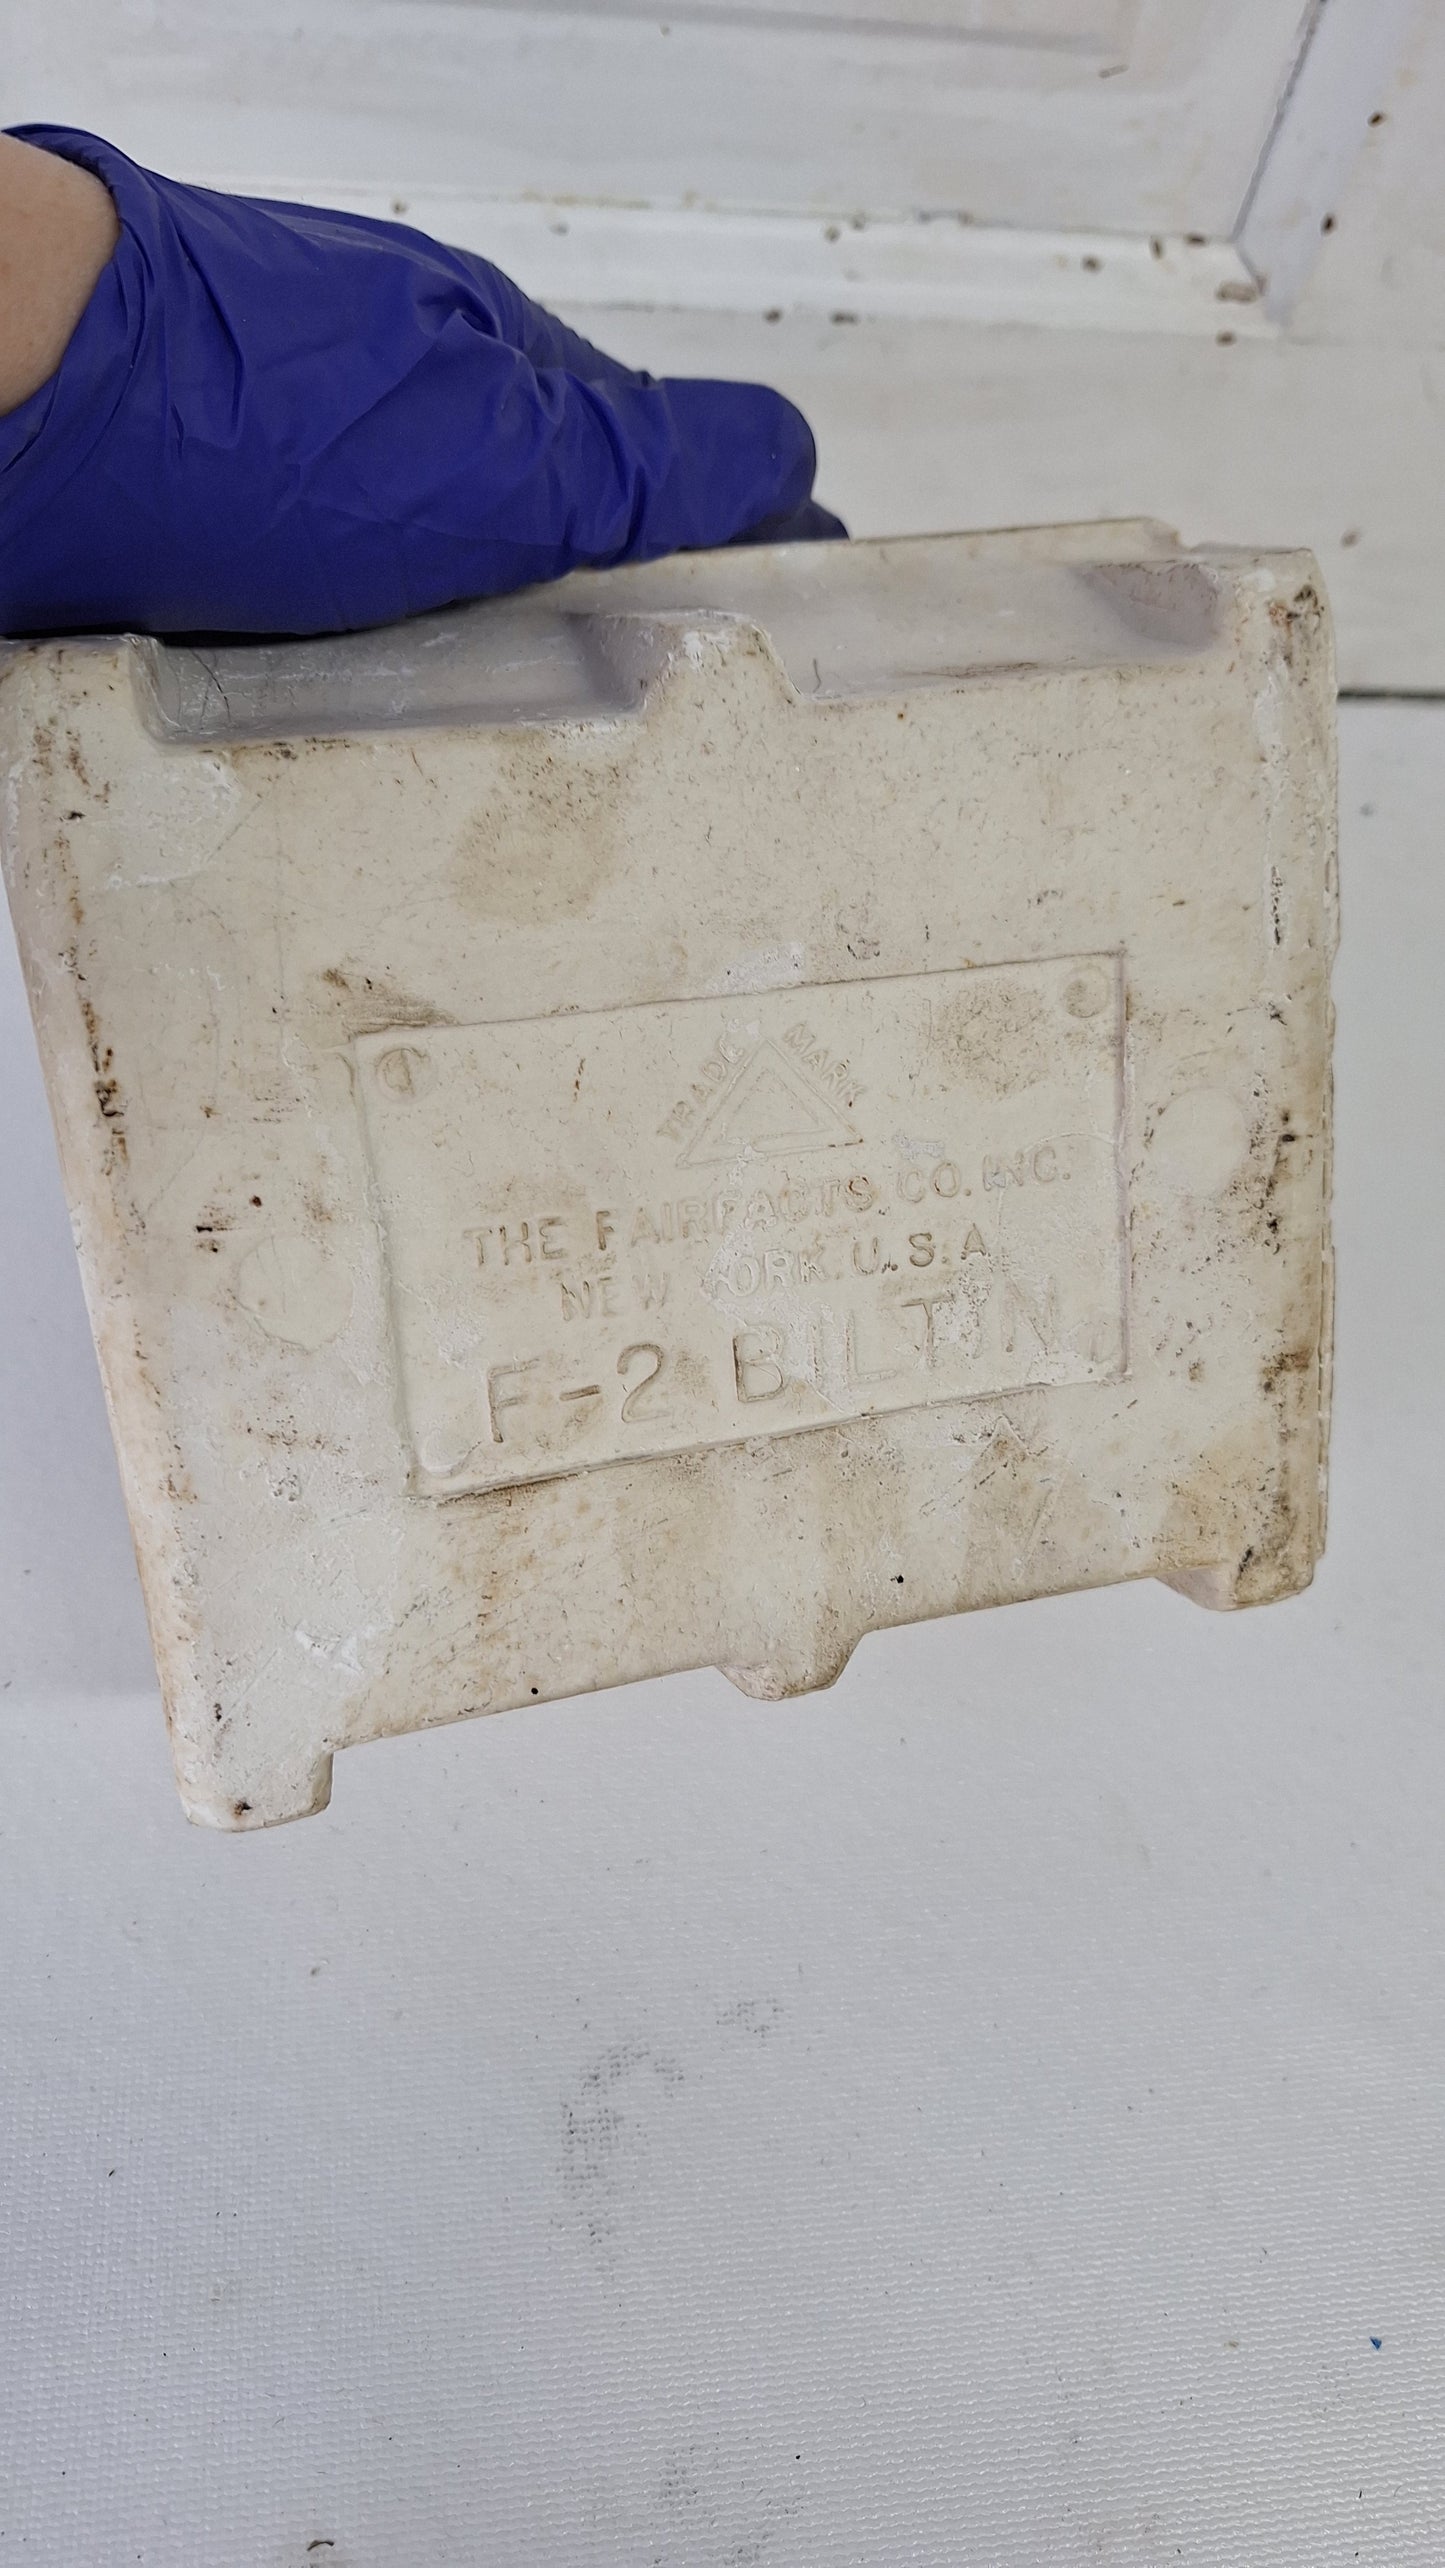 TRADE MARK
THE FAIRFACTS CO. INC.
NEW YORK. U.S.A
F-2 BILTIN